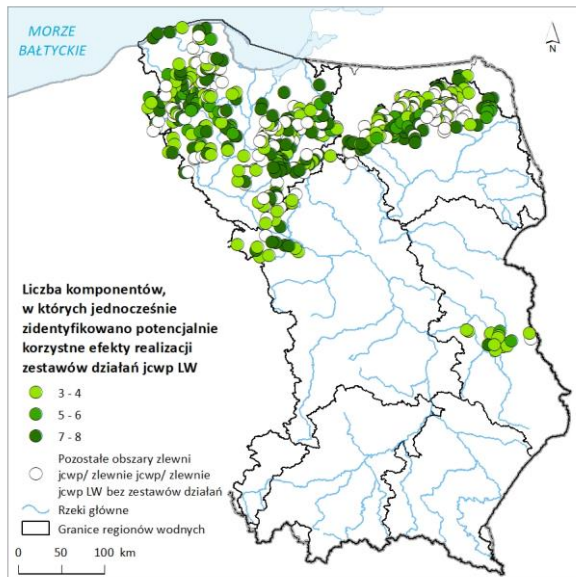 MORZE
BAŁTYCKIE
N
Liczba komponentów,
w których jednocześnie
zidentyfikowano potencjalnie
korzystne efekty realizacji
zestawów działań jcwp LW
3 - 4
5 - 6
7 - 8
Pozostałe obszary zlewni
jcwp/ zlewnie jcwp/ zlewnie
jcwp LW bez zestawów działań
Rzeki główne
Granice regionów wodnych
0 50 100 km